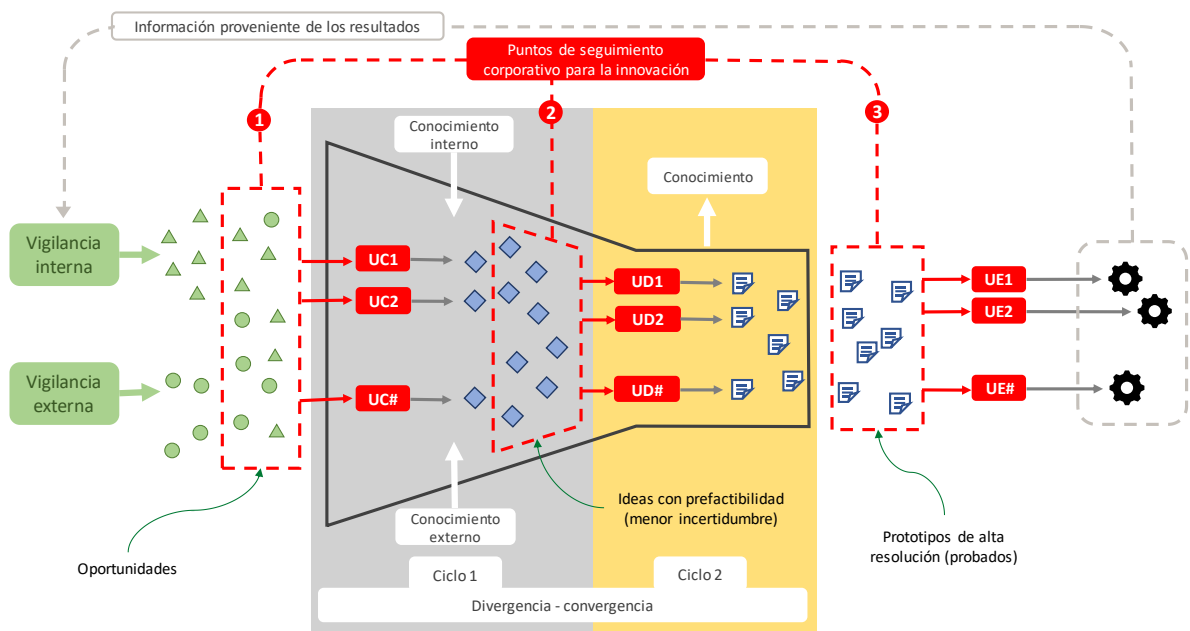 Información proveniente de los resultados
Puntos de seguimiento
corporativo para la innovación
1
2
3
Conocimiento
interno
Conocimiento
Vigilancia
interna
Vigilancia
externa
UC1
UC2
UC#
UD1
UD2
UD#
UE1
UE2
UE#
Conocimiento
externo
Ideas con prefactibilidad
(menor incertidumbre)
Prototipos de alta
resolución (probados)
Oportunidades
Ciclo 1
Ciclo 2
Divergencia - convergencia